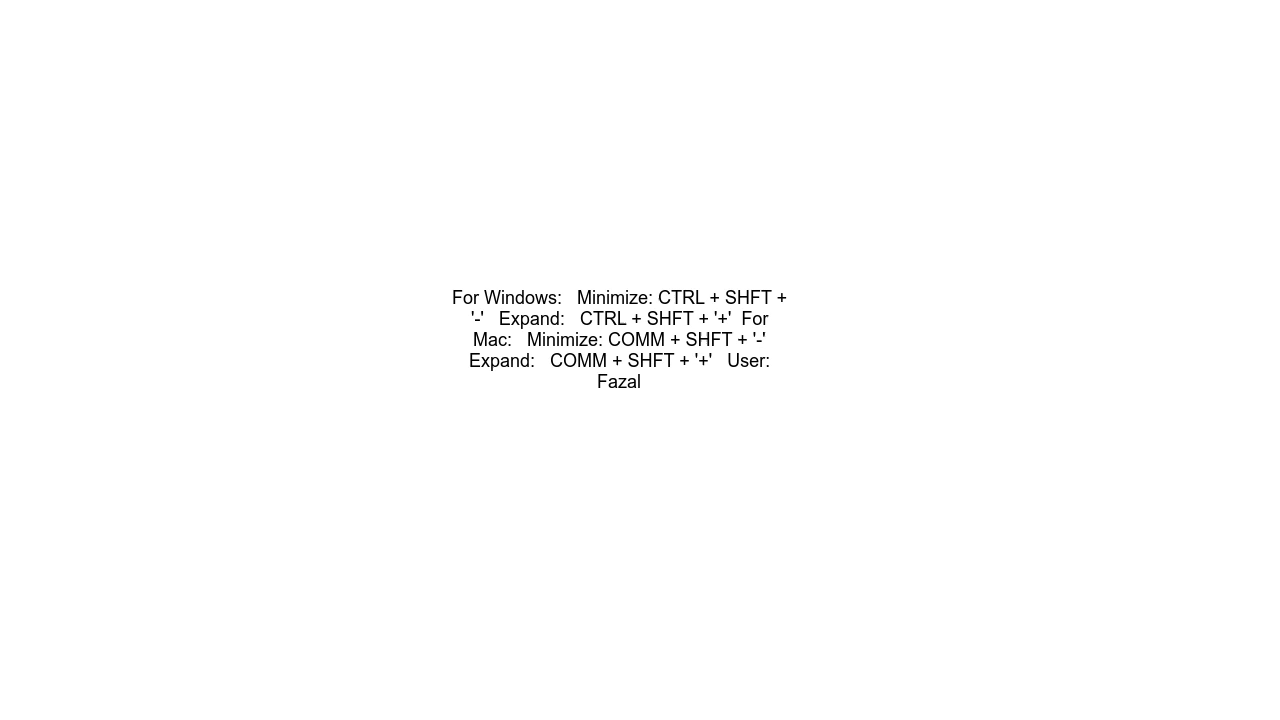 For Windows:   Minimize: CTRL + SHFT +
'-'   Expand:   CTRL + SHFT + '+'  For
Mac:   Minimize: COMM + SHFT + '-'
Expand:   COMM + SHFT + '+'   User:
Fazal